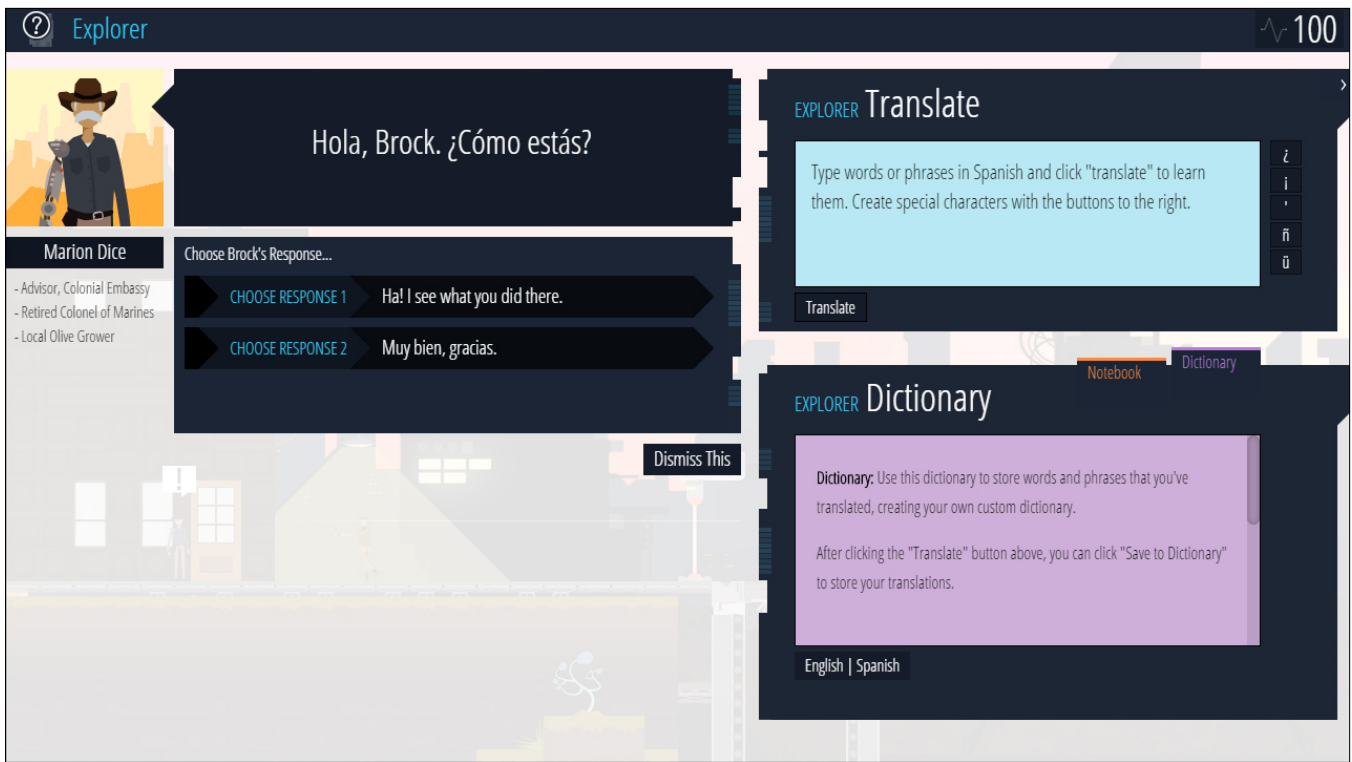 ? Explorer
100
Hola, Brock. ¿Cómo estás?
Marion Dice
- Advisor, Colonial Embassy
- Retired Colonel of Marines
- Local Olive Grower
Choose Brock's Response...
CHOOSE RESPONSE 1 Ha! I see what you did there.
CHOOSE RESPONSE 2 Muy bien, gracias.
Dismiss This
!
EXPLORER Translate
›
Type words or phrases in Spanish and click "translate" to learn
them. Create special characters with the buttons to the right.
¿
¡
'
ñ
ü
Translate
Notebook
Dictionary
EXPLORER Dictionary
Dictionary: Use this dictionary to store words and phrases that you've
translated, creating your own custom dictionary.
After clicking the "Translate" button above, you can click "Save to Dictionary"
to store your translations.
English | Spanish